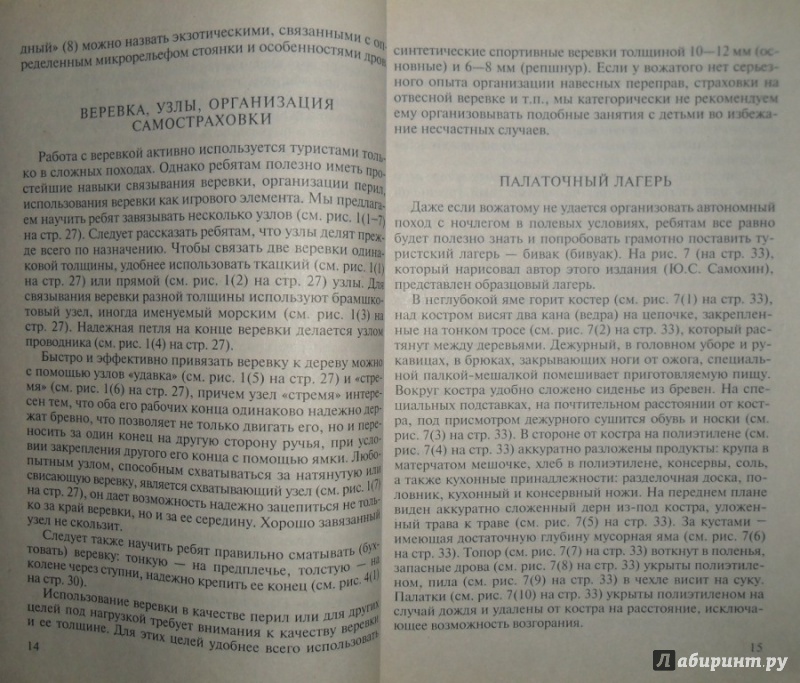 дный» (8) можно назвать экзотическими, связанными с оп-
ределенным микрорельефом стоянки и особенностями дров
ВЕРЕВКА, УЗЛЫ, ОРГАНИЗАЦИЯ
САМОСТРАХОВКИ
Работа с веревкой активно используется туристами толь-
ко в сложных походах. Однако ребятам полезно иметь про-
стейшие навыки связывания веревки, организации перил,
использования веревки как игрового элемента. Мы предлага-
ем научить ребят завязывать несколько узлов (см. рис. 1(1–7)
на стр. 27). Следует рассказать ребятам, что узлы делят преж-
де всего по назначению. Чтобы связать две веревки одина-
ковой толщины, удобнее использовать ткацкий (см. рис. 1(1)
на стр. 27) или прямой (см. рис. 1(2) на стр. 27) узлы. Для
связывания веревки разной толщины используют брамшко-
товый узел, иногда именуемый морским (см. рис. 1(3) на
стр. 27). Надежная петля на конце веревки делается узлом
проводника (см. рис. 1(4) на стр. 27).
Быстро и эффективно привязать веревку к дереву можно
с помощью узлов "удавка" (см. рис. 1(5) на стр. 27) и «стре-
мя» (см. рис. 1(6) на стр. 27), причем узел «стремя» интере-
сен тем, что оба его рабочих конца одинаково надежно дер-
жат бревно, что позволяет не только двигать его, но и пере-
носить за один конец на другую сторону ручья, при усло-
вии закрепления другого его конца с помощью ямки. Любо-
пытным узлом, способным схватываться за натянутую или
свисающую веревку, является схватывающий узел (см. рис. 1(7)
на стр. 27), он дает возможность надежно зацепиться не толь-
ко за край веревки, но и за ее середину. Хорошо завязанный
узел не скользит.
Следует также научить ребят правильно сматывать (бух-
товать) веревку: тонкую — на предплечье, толстую — на
колене через ступни, надежно крепить ее конец (см. рис. 4(1)
на стр. 30).
Использование веревки в качестве перил или для других
целей под нагрузкой требует внимания к качеству веревки
и ее толщине. Для этих целей удобнее всего использовать
14
синтетические спортивные веревки толщиной 10—12 мм (ос-
новные) и 6—8 мм (репшнур). Если у вожатого нет серьез-
ного опыта организации навесных переправ, страховки на
отвесной веревке и т.п., мы категорически не рекомендуем
ему организовывать подобные занятия с детьми во избежа-
ние несчастных случаев.
ПАЛАТОЧНЫЙ ЛАГЕРЬ
Даже если вожатому не удается организовать автономный
поход с ночлегом в полевых условиях, ребятам все равно
будет полезно знать и попробовать грамотно поставить ту-
ристский лагерь — бивак (бивуак). На рис. 7 (на стр. 33),
который нарисовал автор этого издания (Ю.С. Самохин),
представлен образцовый лагерь.
В неглубокой яме горит костер (см. рис. 7(1) на стр. 33),
над костром висят два кана (ведра) на цепочке, закреплен-
ные на тонком тросе (см. рис. 7(2) на стр. 33), который рас-
тянут между деревьями. Дежурный, в головном уборе и ру-
кавицах, в брюках, закрывающих ноги от ожога, специаль-
ной палкой-мешалкой помешивает приготовляемую пищу.
Вокруг костра удобно сложено сиденье из бревен. На спе-
циальных подставках, на почтительном расстоянии от кост-
ра, под присмотром дежурного сушится обувь и носки (см.
рис. 7(3) на стр. 33). В стороне от костра на полиэтилене (см.
рис. 7(4) на стр. 33) аккуратно разложены продукты: крупа в
матерчатом мешочке, хлеб в полиэтилене, консервы, соль,
а также кухонные принадлежности: разделочная доска, по-
ловник, кухонный и консервный ножи. На переднем плане
виден аккуратно сложенный дерн из-под костра, уложен-
ный трава к траве (см. рис. 7(5) на стр. 33). За кустами —
имеющая достаточную глубину мусорная яма (см. рис. 7(6)
на стр. 33). Топор (см. рис. 7(7) на стр. 33) воткнут в поленья,
запасные дрова (см. рис. 7(8) на стр. 33) укрыты полиэтиле-
ном, пила (см. рис. 7(9) на стр. 33) в чехле висит на суку.
Палатки (см. рис. 7(10) на стр. 33) укрыты полиэтиленом на
случай дождя и удалены от костра на расстояние, исключа-
ющее возможность возгорания.
15
Лабиринт.ру